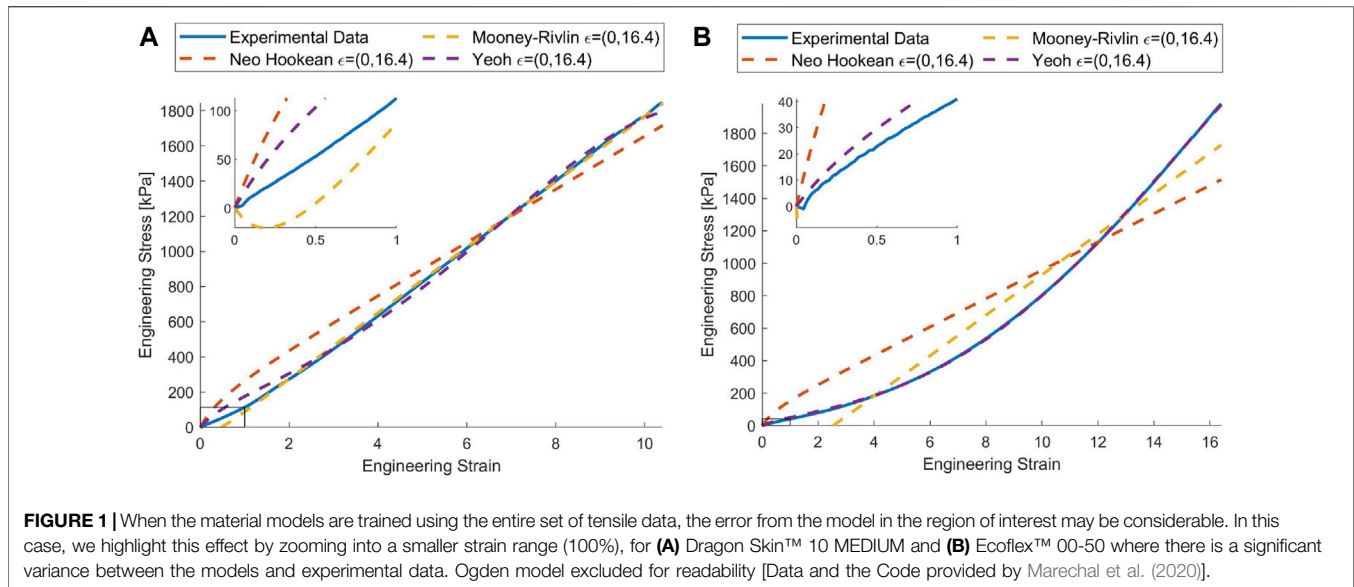 A
Experimental Data
Neo Hookean ϵ=(0,16.4)
Mooney-Rivlin ϵ=(0,16.4)
Yeoh ϵ=(0,16.4)
1800
1600
1400
1200
1000
800
600
400
200
0
Engineering Stress [kPa]
100
50
0
0
0.5
1
0
2
4
6
8
10
Engineering Strain
B
Experimental Data
Neo Hookean ϵ=(0,16.4)
Mooney-Rivlin ϵ=(0,16.4)
Yeoh ϵ=(0,16.4)
1800
1600
1400
1200
1000
800
600
400
200
0
Engineering Stress [kPa]
40
30
20
10
0
0
0.5
1
0
2
4
6
8
10
12
14
16
Engineering Strain
FIGURE 1 | When the material models are trained using the entire set of tensile data, the error from the model in the region of interest may be considerable. In this
case, we highlight this effect by zooming into a smaller strain range (100%), for (A) Dragon Skin™ 10 MEDIUM and (B) Ecoflex™ 00-50 where there is a significant
variance between the models and experimental data. Ogden model excluded for readability [Data and the Code provided by Marechal et al. (2020)].